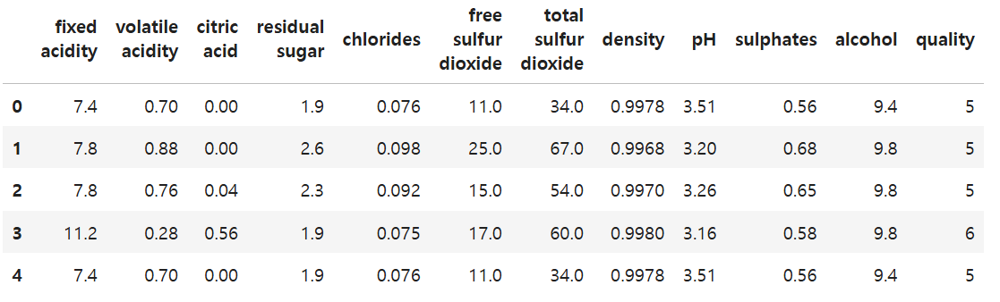 fixed acidity volatile acidity citric acid residual sugar chlorides free sulfur dioxide total sulfur dioxide density pH sulphates alcohol quality
0 7.4 0.70 0.00 1.9 0.076 11.0 34.0 0.9978 3.51 0.56 9.4 5
1 7.8 0.88 0.00 2.6 0.098 25.0 67.0 0.9968 3.20 0.68 9.8 5
2 7.8 0.76 0.04 2.3 0.092 15.0 54.0 0.9970 3.26 0.65 9.8 5
3 11.2 0.28 0.56 1.9 0.075 17.0 60.0 0.9980 3.16 0.58 9.8 6
4 7.4 0.70 0.00 1.9 0.076 11.0 34.0 0.9978 3.51 0.56 9.4 5